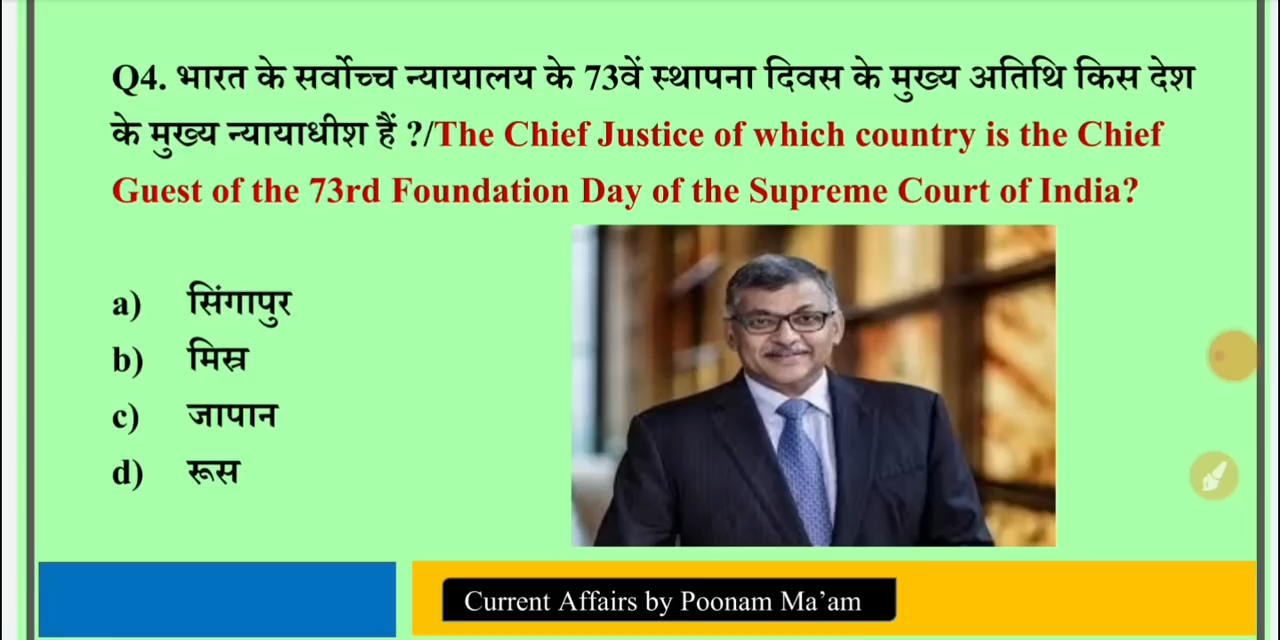 Q4. भारत के सर्वोच्च न्यायालय के 73वें स्थापना दिवस के मुख्य अतिथि किस देश
के मुख्य न्यायाधीश हैं ?/The Chief Justice of which country is the Chief
Guest of the 73rd Foundation Day of the Supreme Court of India?
a) सिंगापुर
b) मिस्र
c) जापान
d) रूस
Current Affairs by Poonam Ma’am